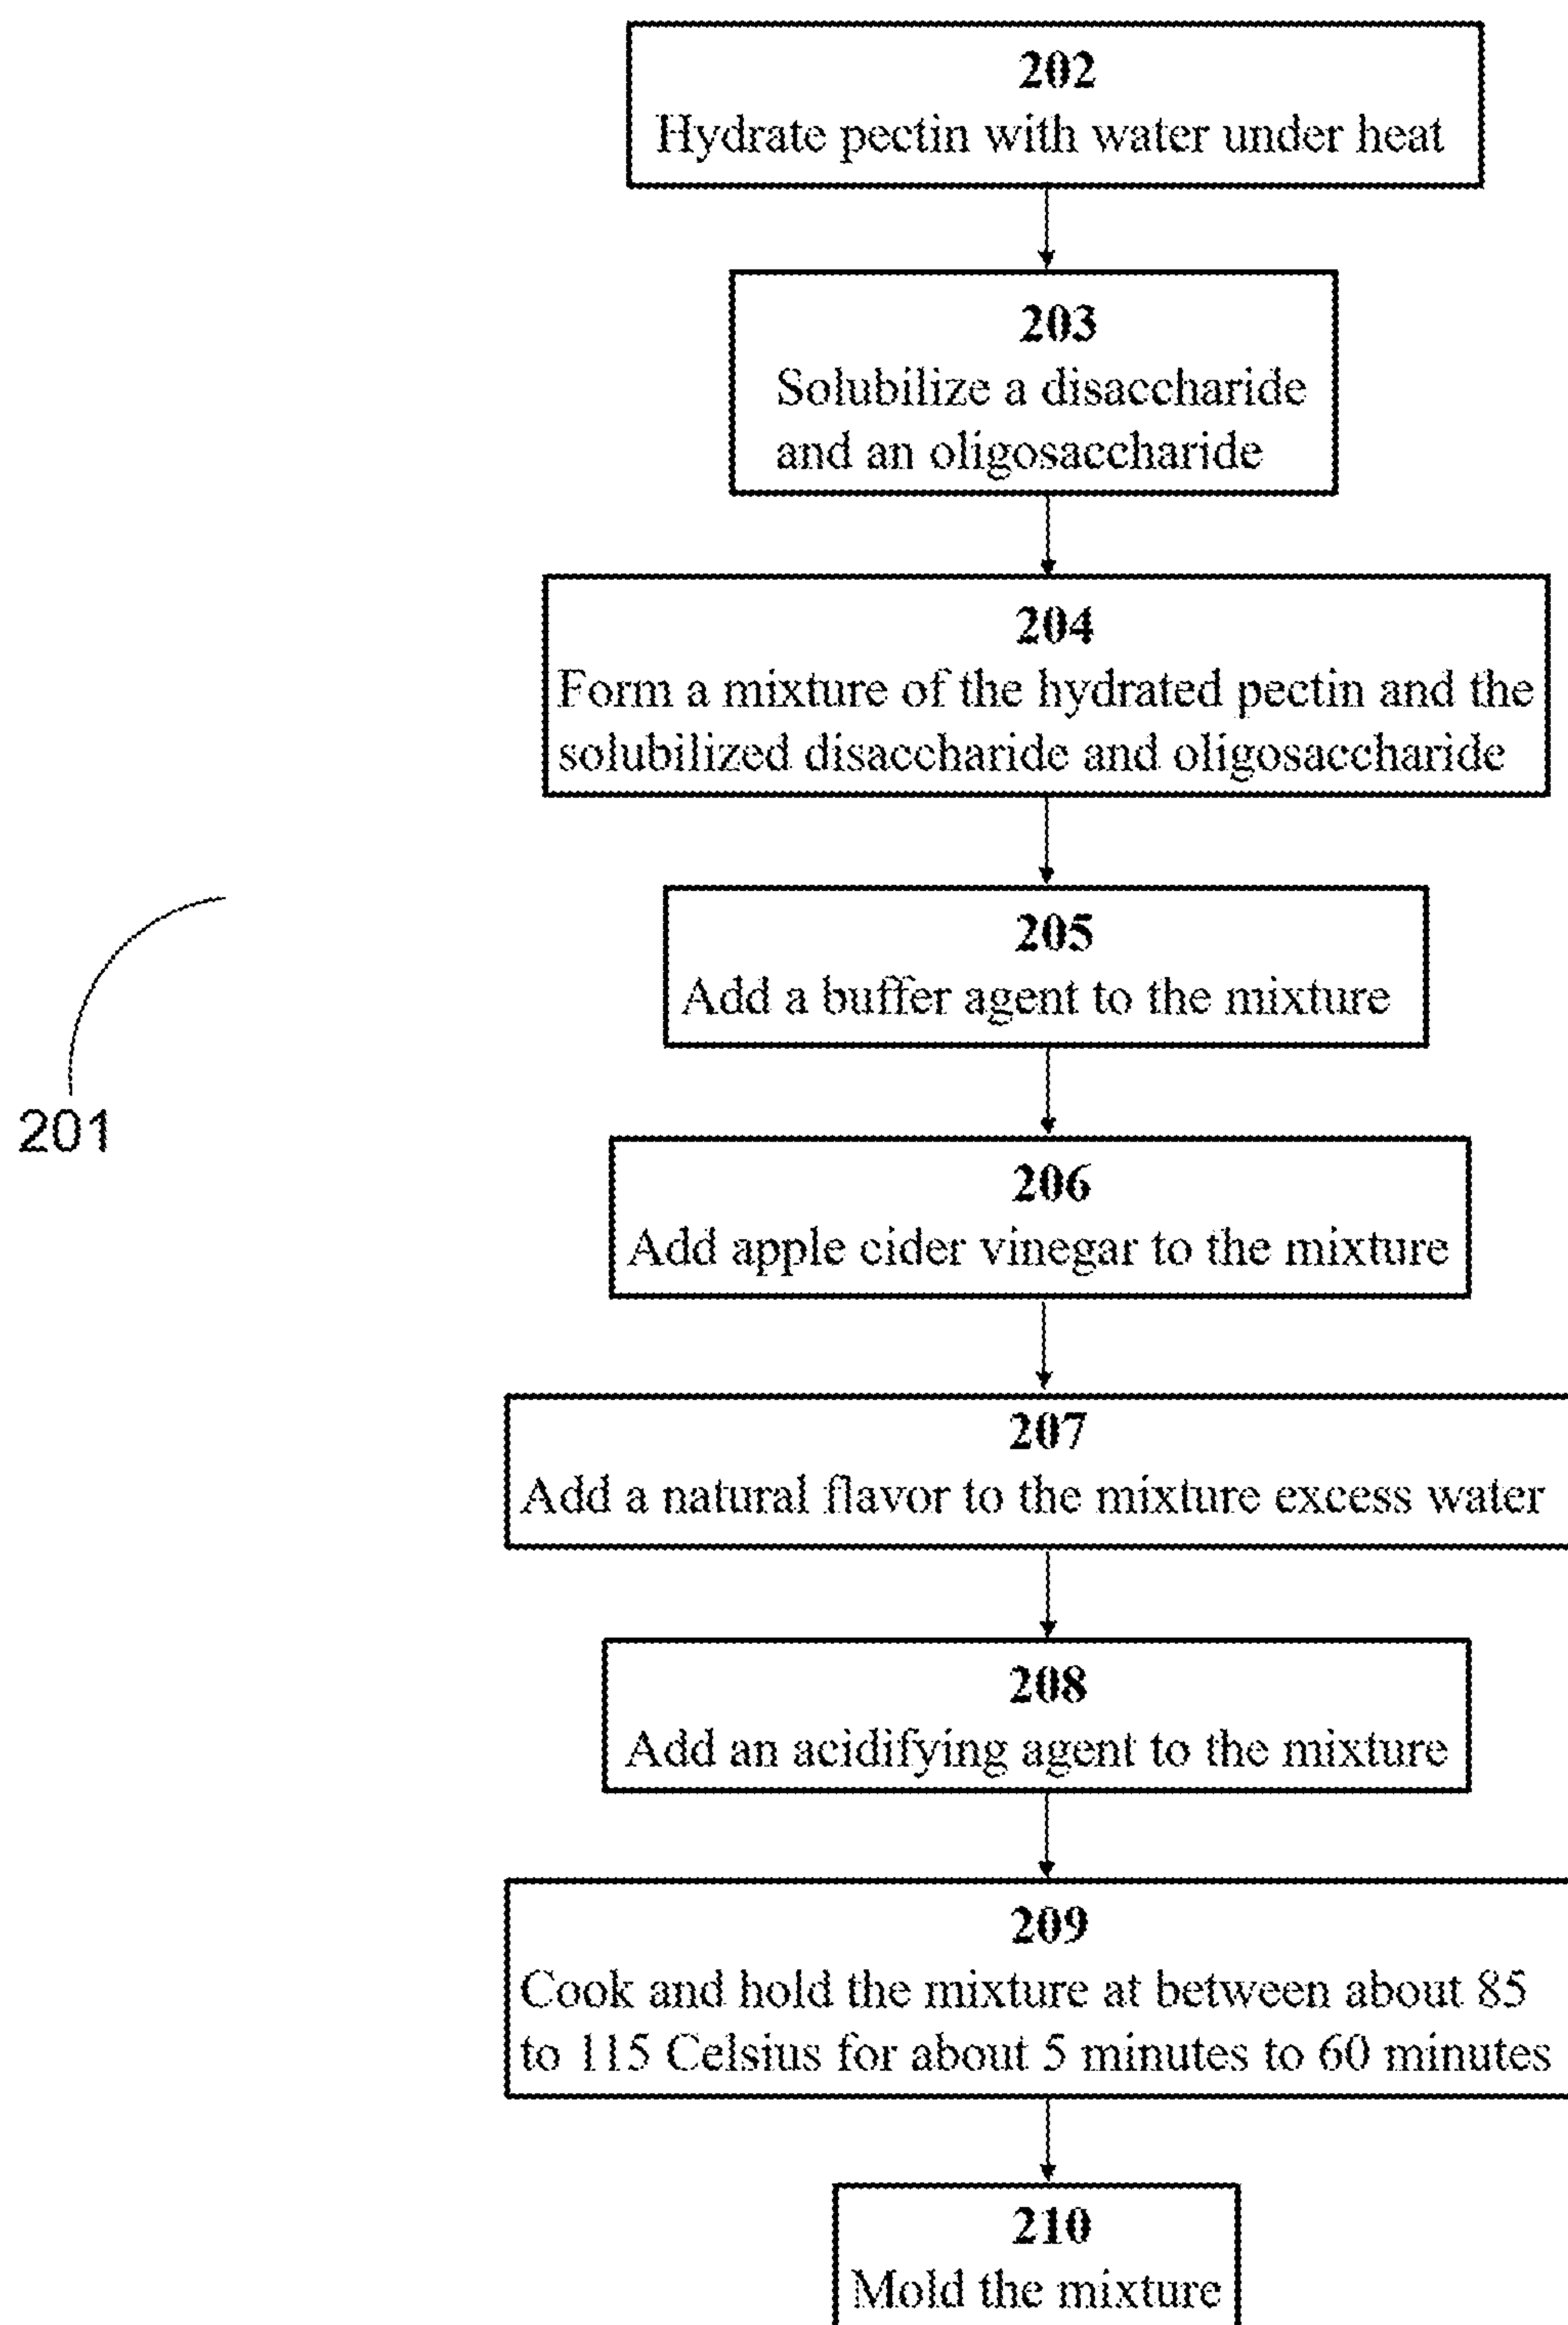 202
Hydrate pectin with water under heat
203
Solubilize a disaccharide
and an oligosaccharide
204
Form a mixture of the hydrated pectin and the
solubilized disaccharide and oligosaccharide
205
Add a buffer agent to the mixture
201
206
Add apple cider vinegar to the mixture
207
Add a natural flavor to the mixture excess water
208
Add an acidifying agent to the mixture
209
Cook and hold the mixture at between about 85
to 115 Celsius for about 5 minutes to 60 minutes
210
Mold the mixture